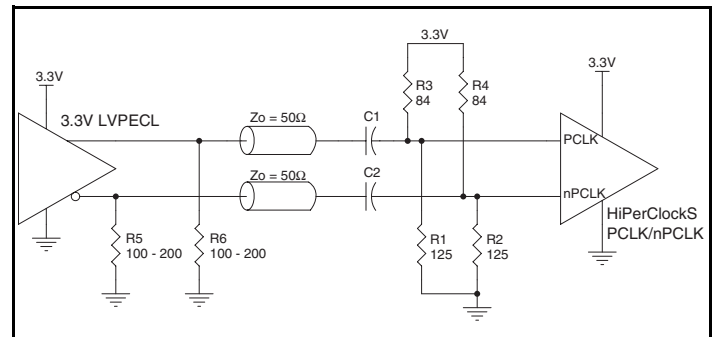 3.3V
3.3V
R3
84
R4
84
3.3V
3.3V LVPECL
Zo = 50Ω
C1
PCLK
Zo = 50Ω
C2
nPCLK
HiPerClockS
PCLK/nPCLK
R5
100 - 200
R6
100 - 200
R1
125
R2
125